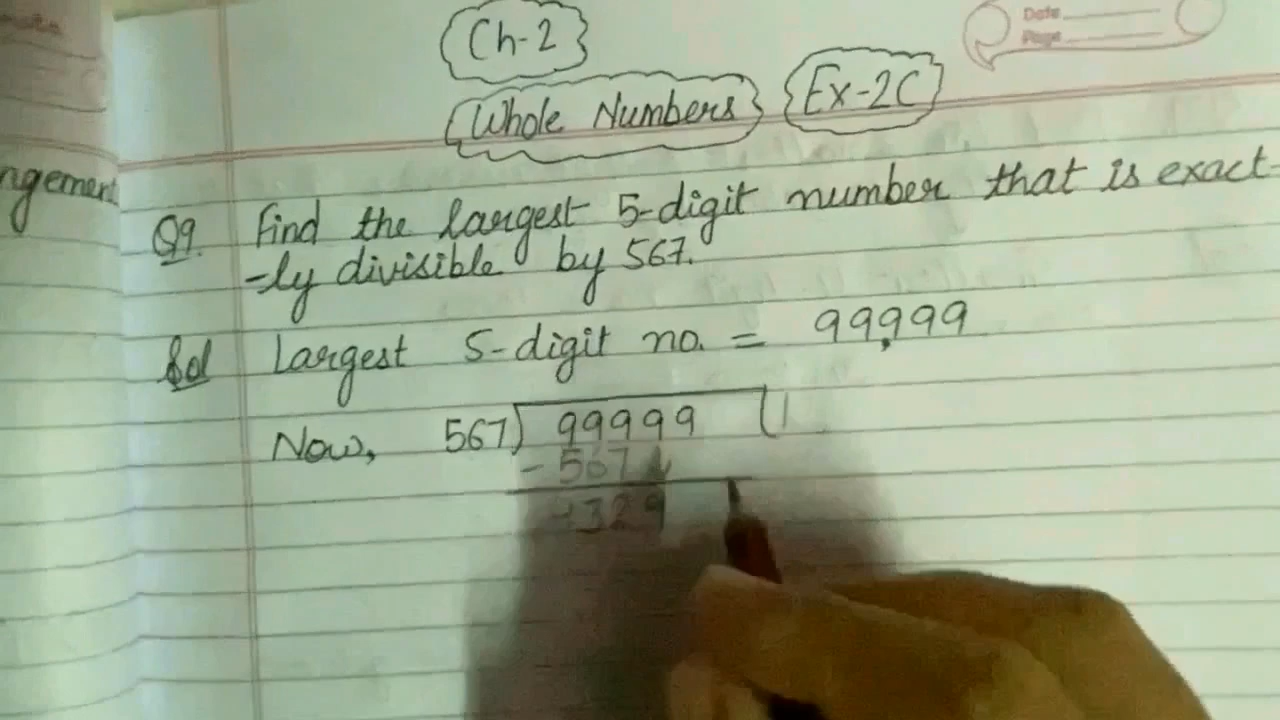 Date
Page
Ch-2
Whole Numbers Ex-2C
ngement
Q9. Find the largest 5-digit number that is exact-
-ly divisible by 567.
Sol Largest 5-digit no. = 99,999
Now, 567) 99999 (1
- 567↓
4329